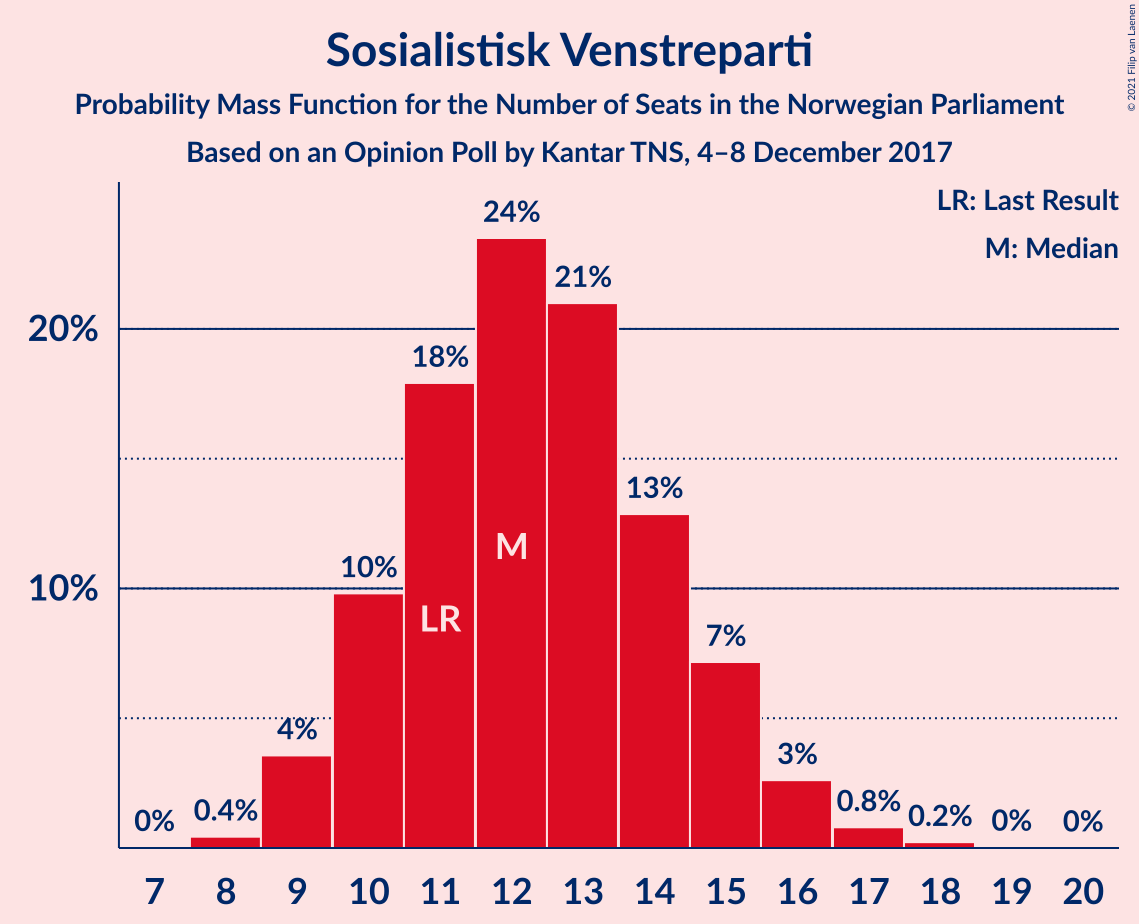 Sosialistisk Venstreparti
Probability Mass Function for the Number of Seats in the Norwegian Parliament
Based on an Opinion Poll by Kantar TNS, 4–8 December 2017
© 2021 Filip van Laenen
LR: Last Result
M: Median
24%
21%
20%
18%
13%
M
10%
10%
LR
7%
4%
3%
0%
0.4%
0.8%
0.2%
0%
0%
7 8 9 10 11 12 13 14 15 16 17 18 19 20